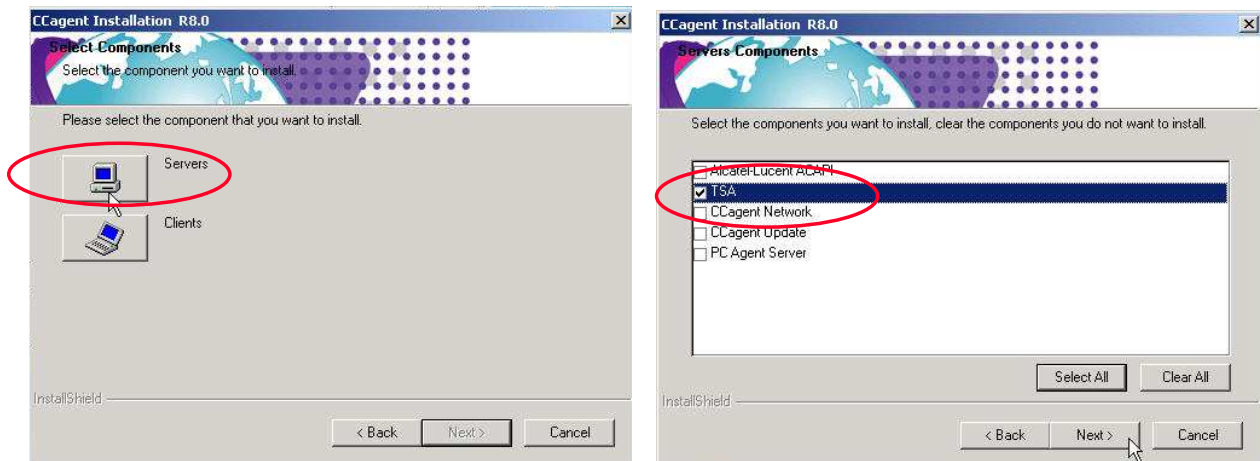 CCagent Installation R8.0
Select Components
Select the component you want to install.
Please select the component that you want to install.
Servers
Clients
InstallShield
< Back
Next >
Cancel
CCagent Installation R8.0
Servers Components
Select the components you want to install, clear the components you do not want to install.
Alcatel-Lucent ACAPI
TSA
CCagent Network
CCagent Update
PC Agent Server
Select All
Clear All
InstallShield
< Back
Next >
Cancel